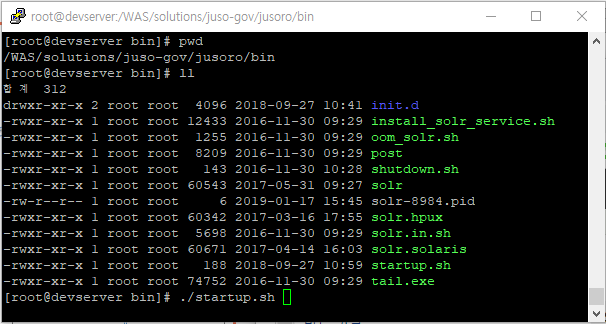 root@devserver:/WAS/solutions/juso-gov/jusoro/bin
[root@devserver bin]# pwd
/WAS/solutions/juso-gov/jusoro/bin
[root@devserver bin]# ll
합계 312
drwxr-xr-x 2 root root 4096 2018-09-27 10:41 init.d
-rwxr-xr-x 1 root root 12433 2016-11-30 09:29 install_solr_service.sh
-rwxr-xr-x 1 root root 1255 2016-11-30 09:29 oom_solr.sh
-rwxr-xr-x 1 root root 8209 2016-11-30 09:29 post
-rwxr-xr-x 1 root root 143 2016-11-30 10:28 shutdown.sh
-rwxr-xr-x 1 root root 60543 2017-05-31 09:27 solr
-rw-r--r-- 1 root root 6 2019-01-17 15:45 solr-8984.pid
-rwxr-xr-x 1 root root 60342 2017-03-16 17:55 solr.hpux
-rwxr-xr-x 1 root root 5698 2016-11-30 09:29 solr.in.sh
-rwxr-xr-x 1 root root 60671 2017-04-14 16:03 solr.solaris
-rwxr-xr-x 1 root root 188 2018-09-27 10:59 startup.sh
-rwxr-xr-x 1 root root 74752 2016-11-30 09:29 tail.exe
[root@devserver bin]# ./startup.sh